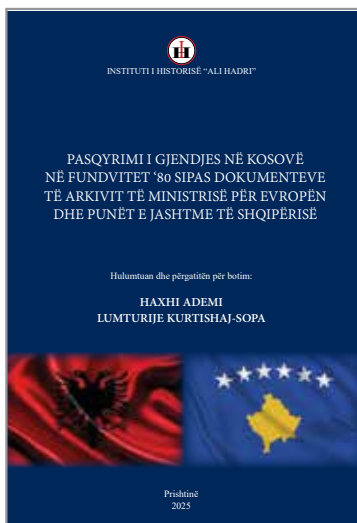 INSTITUTI I HISTORISË “ALI HADRI”
PASQYRIMI I GJENDJES NË KOSOVË
NË FUNDVITET ‘80 SIPAS DOKUMENTEVE
TË ARKIVIT TË MINISTRISË PËR EVROPËN
DHE PUNËT E JASHTME TË SHQIPËRISË
Hulumtuan dhe përgatitën për botim:
HAXHI ADEMI
LUMTURIJE KURTISHAJ-SOPA
Prishtinë
2025